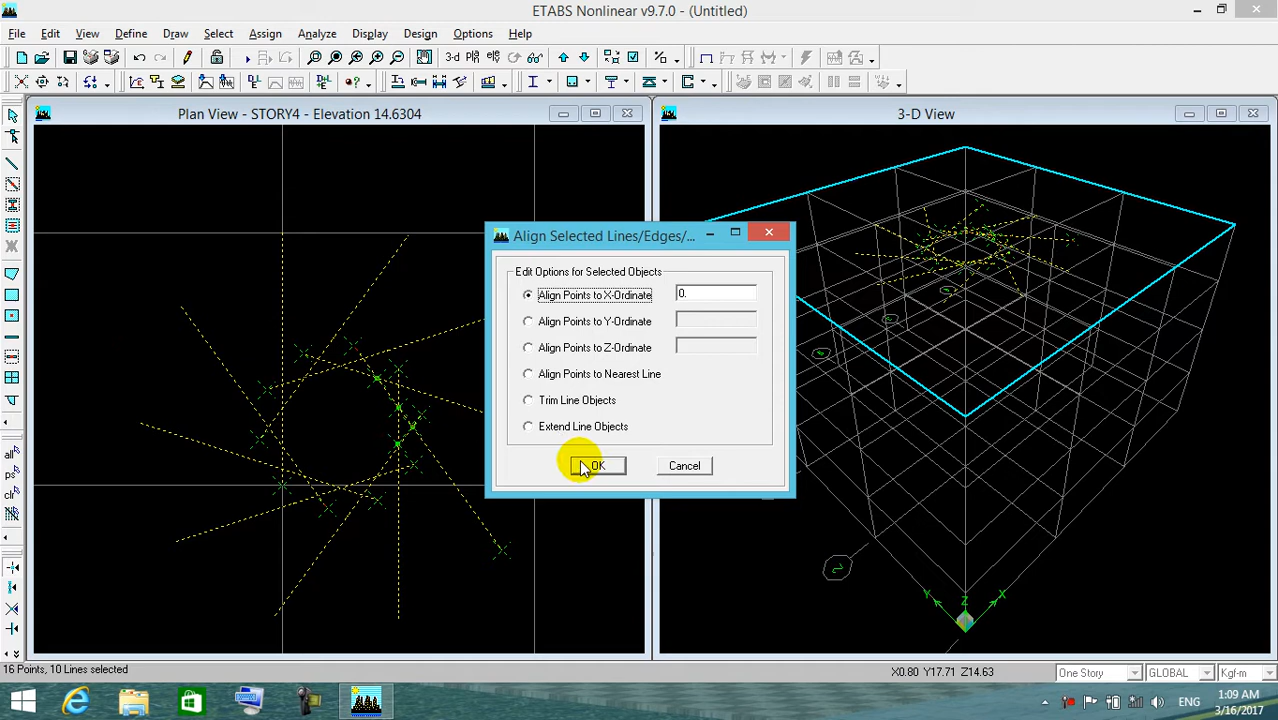 ETABS Nonlinear v9.7.0 - (Untitled)
File Edit View Define Draw Select Assign Analyze Display Design Options Help
3-d
Plan View - STORY4 - Elevation 14.6304
3-D View
Align Selected Lines/Edges/...
Edit Options for Selected Objects
Align Points to X-Ordinate 0.
Align Points to Y-Ordinate
Align Points to Z-Ordinate
Align Points to Nearest Line
Trim Line Objects
Extend Line Objects
OK Cancel
all
ps
clr
Y Z X
16 Points, 10 Lines selected X0.80 Y17.71 Z14.63 One Story GLOBAL Kgf-m
ENG 1:09 AM
3/16/2017